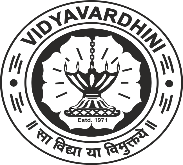 VIDYAVARDHINI
Estd. 1971
॥ सा विद्या या विमुक्तये ॥